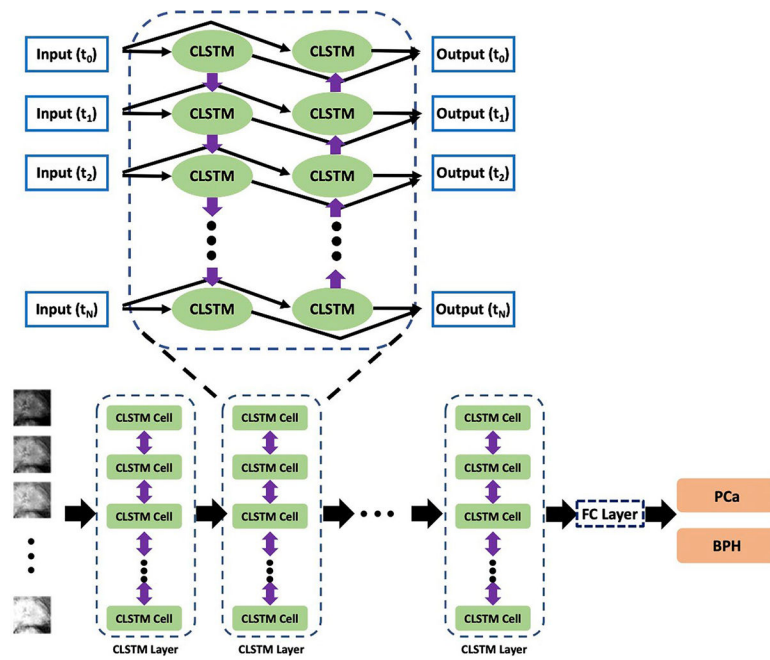 Input (t₀) CLSTM CLSTM Output (t₀)
Input (t₁) CLSTM CLSTM Output (t₁)
Input (t₂) CLSTM CLSTM Output (t₂)
Input (t_N) CLSTM CLSTM Output (t_N)
CLSTM Cell CLSTM Cell CLSTM Cell
CLSTM Cell CLSTM Cell CLSTM Cell
CLSTM Cell CLSTM Cell CLSTM Cell
FC Layer
PCa
BPH
CLSTM Cell CLSTM Cell CLSTM Cell
CLSTM Layer CLSTM Layer CLSTM Layer